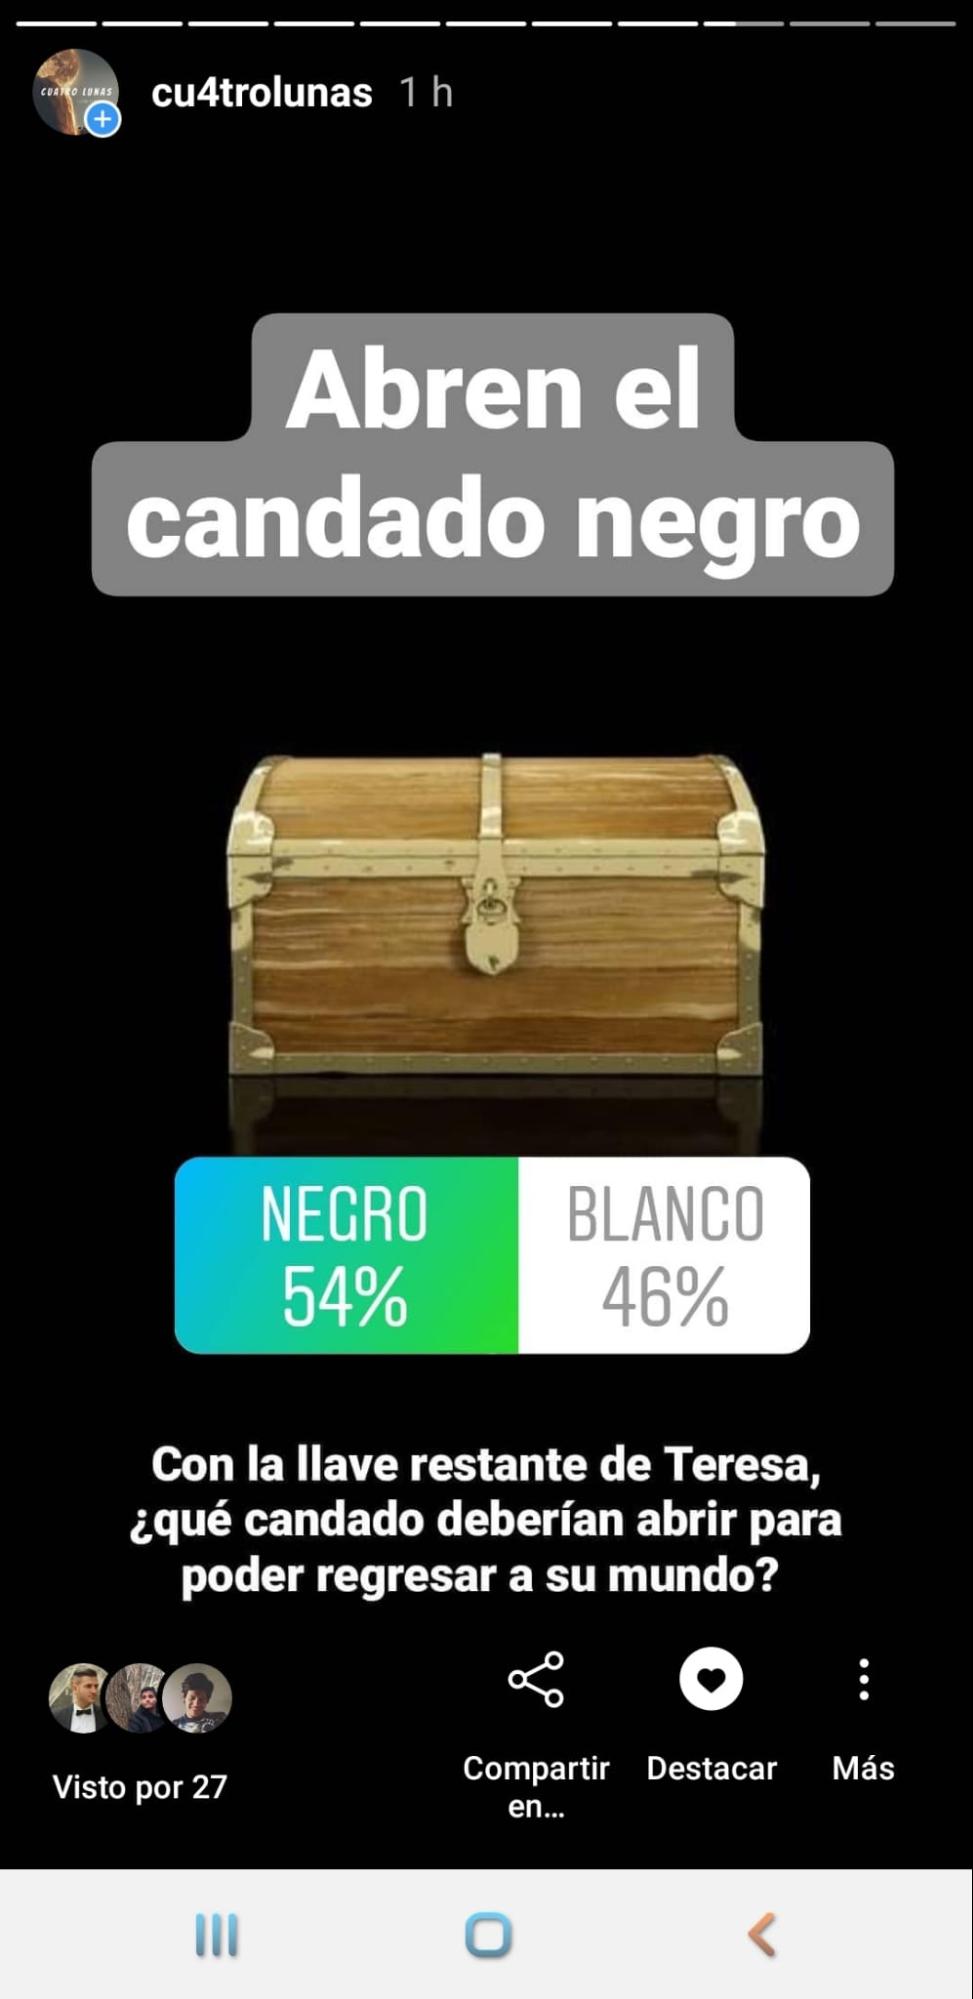 CUATRO LUNAS
cu4trolunas 1 h
Abren el
candado negro
NEGRO BLANCO
54% 46%
Con la llave restante de Teresa,
¿qué candado deberían abrir para
poder regresar a su mundo?
Visto por 27
Compartir
en...
Destacar
Más